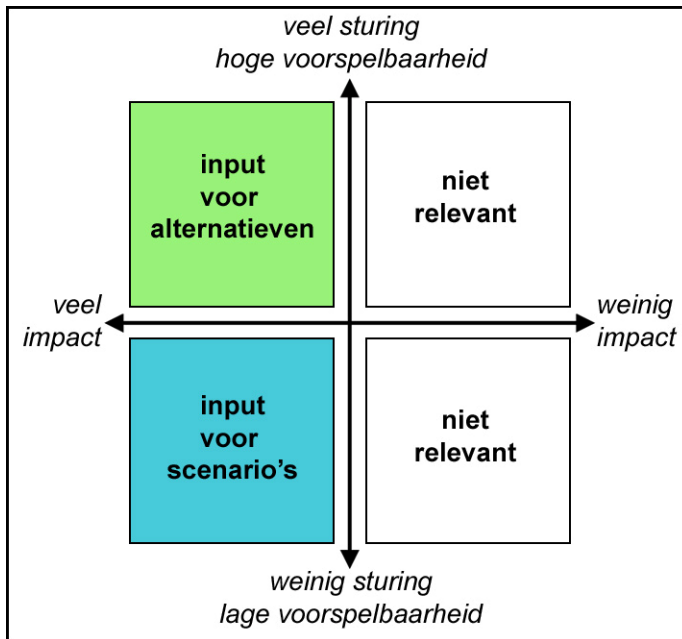 veel sturing
hoge voorspelbaarheid
input
voor
alternatieven
niet
relevant
veel
impact
weinig
impact
input
voor
scenario’s
niet
relevant
weinig sturing
lage voorspelbaarheid